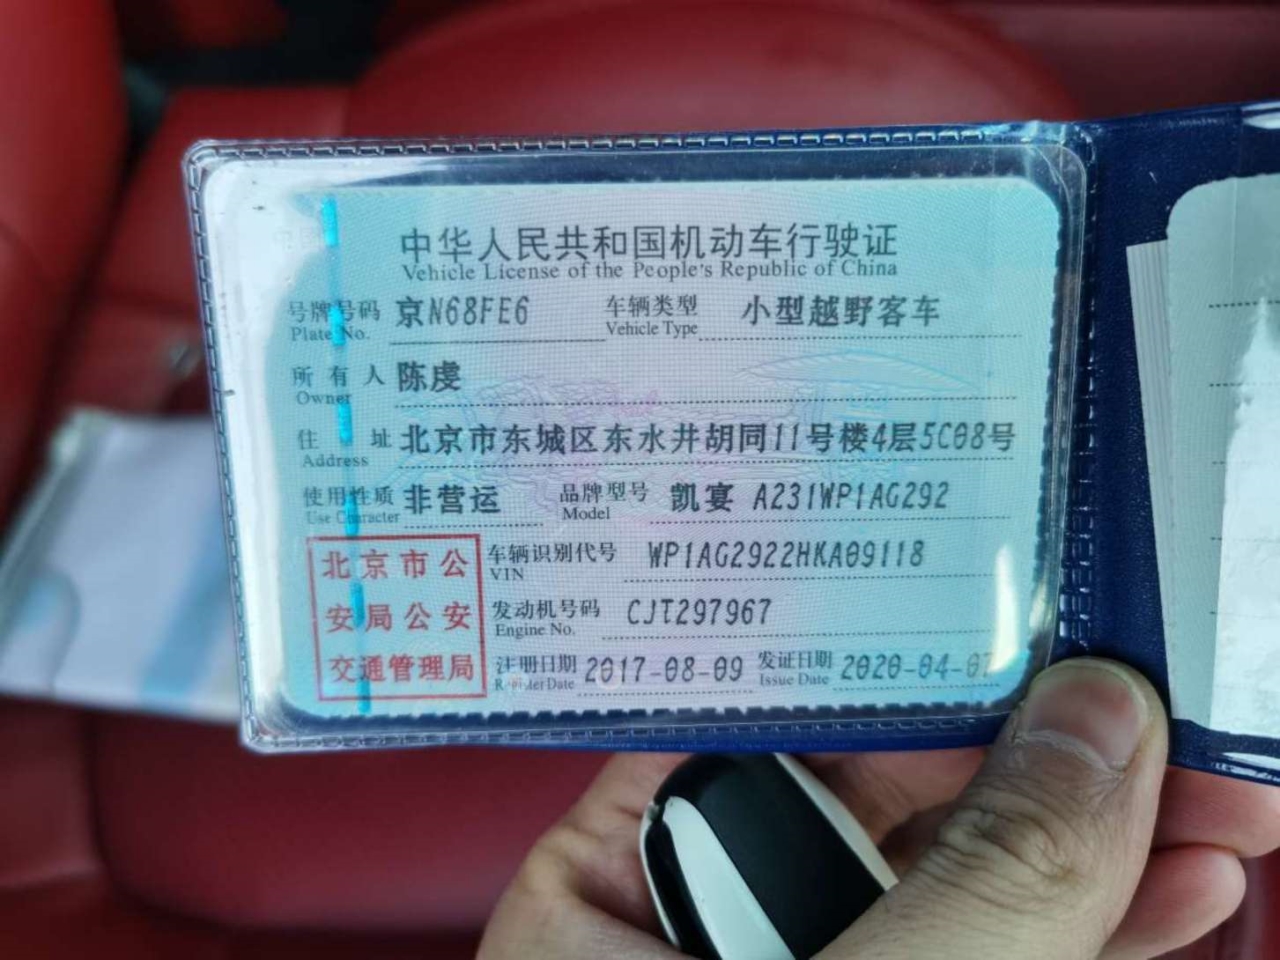 中华人民共和国机动车行驶证
Vehicle License of the People's Republic of China
号牌号码 京N68FE6 车辆类型 小型越野客车
Plate No. Vehicle Type
所有人 陈虔
Owner
住址 北京市东城区东水井胡同11号楼4层5C08号
Address
使用性质 非营运 品牌型号 凯宴 A231WP1AG292
Use Character Model
北京市公
安局公安
交通管理局
车辆识别代号 WP1AG2922HKA09118
VIN
发动机号码 CJT297967
Engine No.
注册日期 2017-08-09 发证日期 2020-04-07
Register Date Issue Date